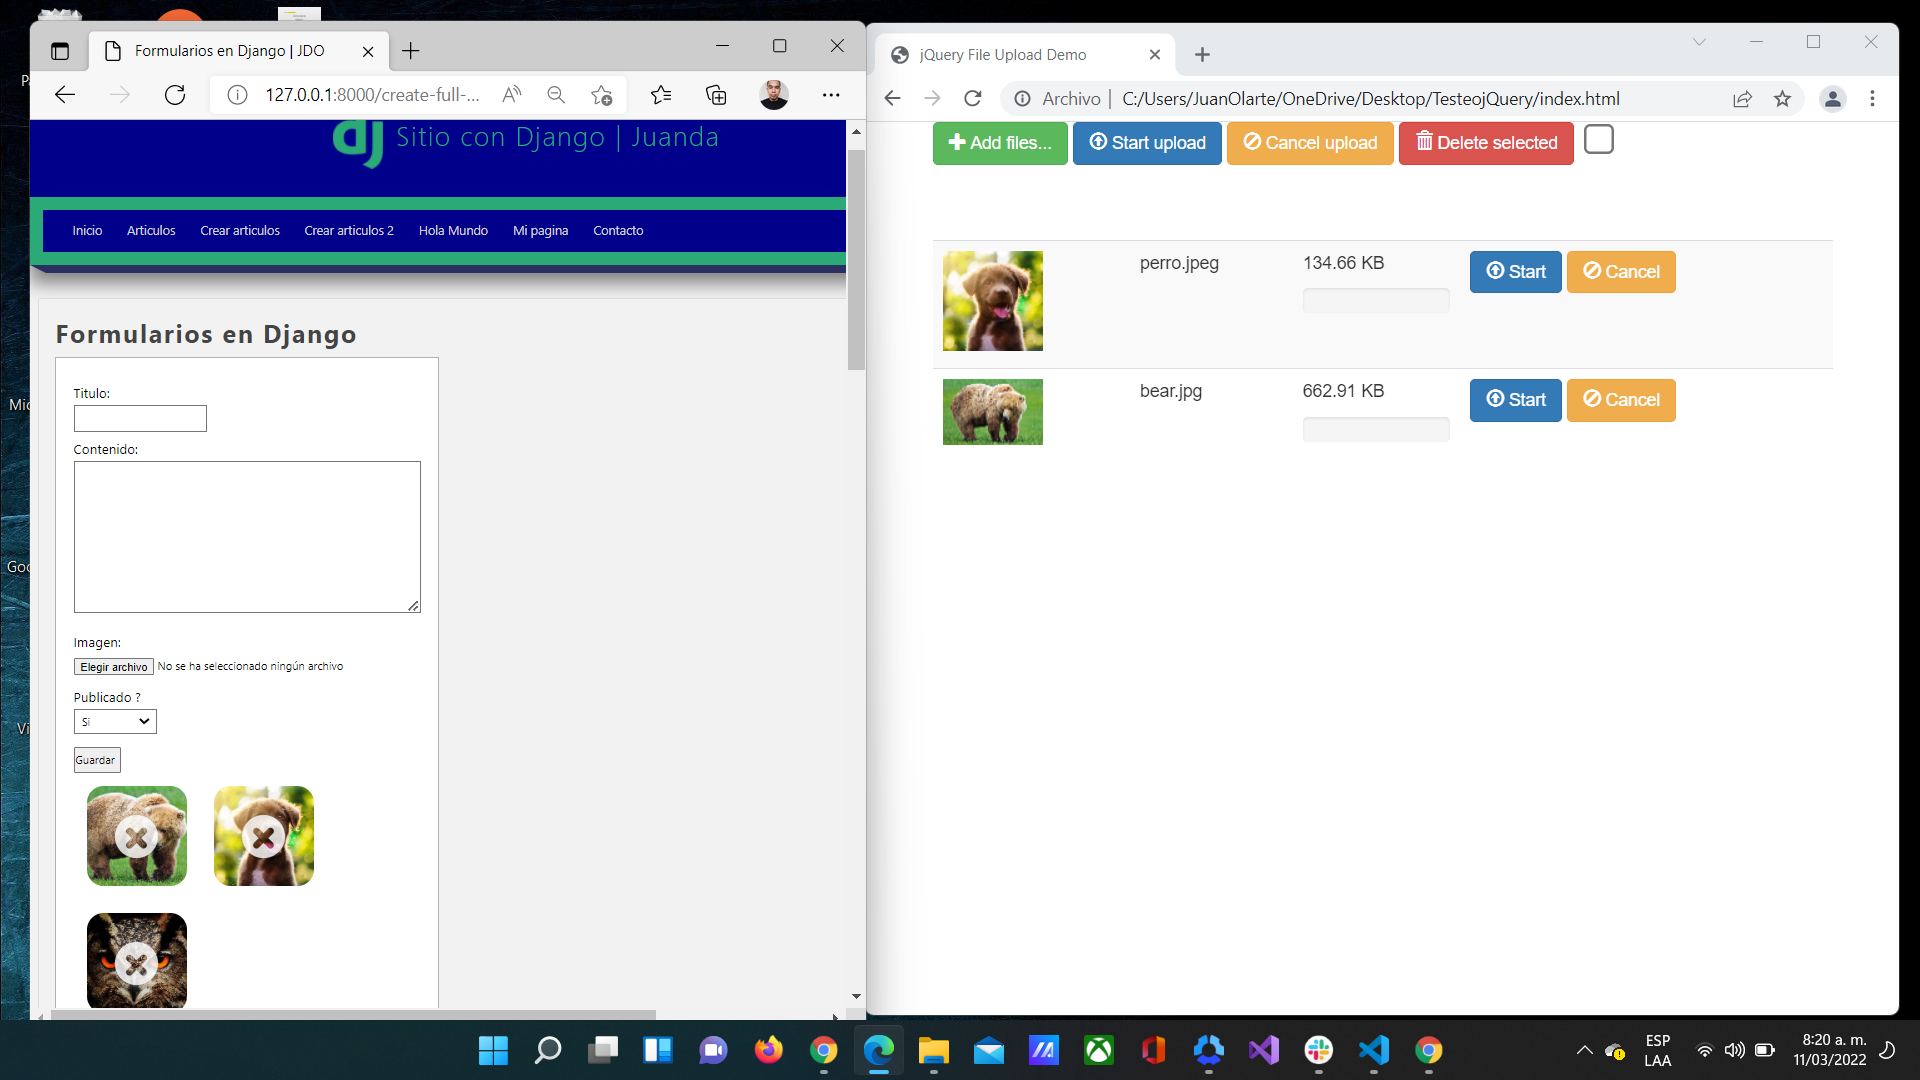 Formularios en Django | JDO
127.0.0.1:8000/create-full-...
dj Sitio con Django | Juanda
Inicio Articulos Crear articulos Crear articulos 2 Hola Mundo Mi pagina Contacto
Formularios en Django
Titulo:
Contenido:
Imagen:
Elegir archivo No se ha seleccionado ningún archivo
Publicado ?
Si
Guardar
jQuery File Upload Demo
Archivo | C:/Users/JuanOlarte/OneDrive/Desktop/TesteojQuery/index.html
Add files... Start upload Cancel upload Delete selected
perro.jpeg 134.66 KB Start Cancel
bear.jpg 662.91 KB Start Cancel
Mic
Goo
Vi
ESP
LAA
8:20 a. m.
11/03/2022